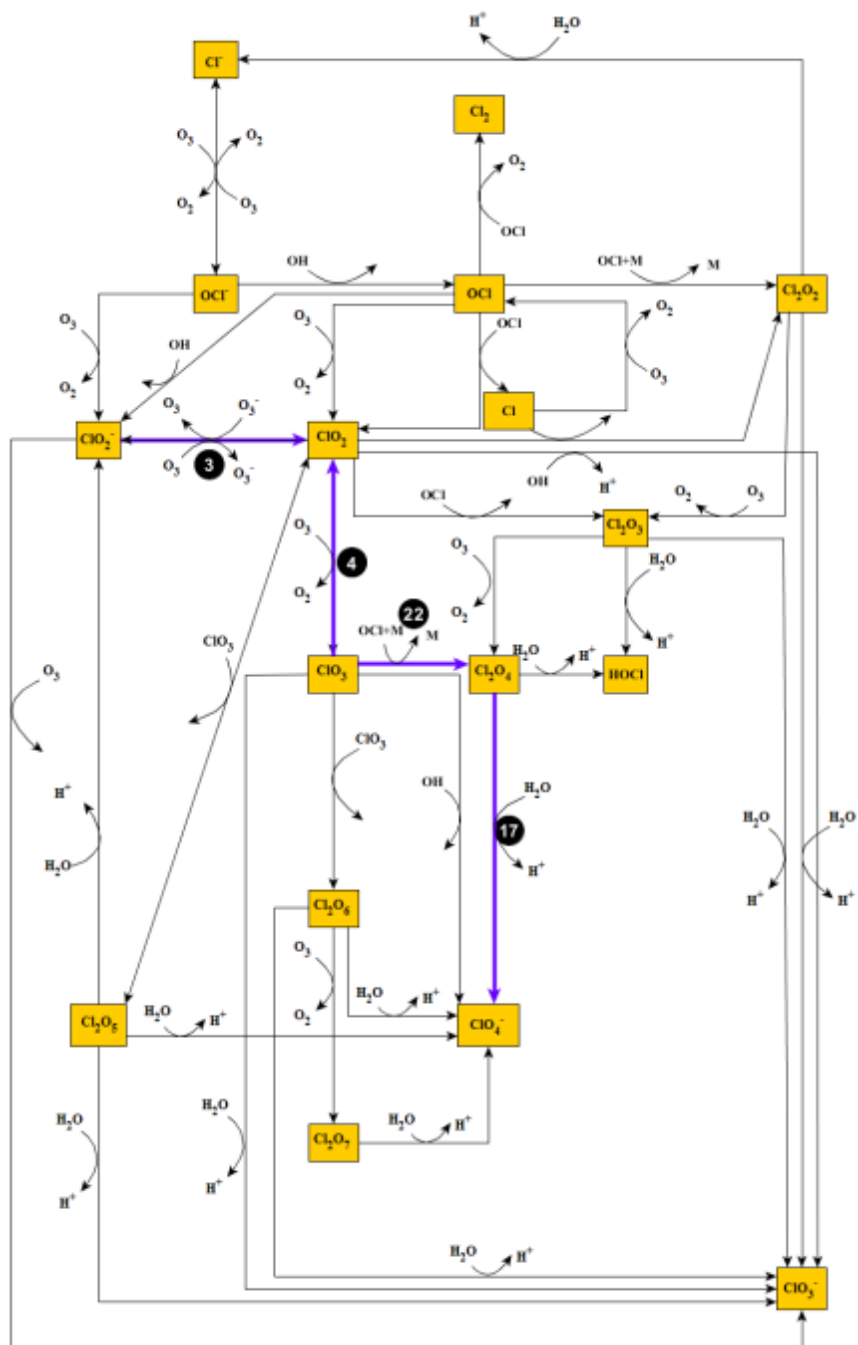 H⁺ H₂O
Cl⁻
Cl₂
O₃ O₂
O₂
O₂ O₃
OCl
OH
OCl+M M
OCl⁻
OCl
Cl₂O₂
O₃
O₃
OCl
O₂
OH
O₂
O₂
O₃
Cl
O₃ O₃⁻
ClO₂⁻
ClO₂
3
O₃ O₃⁻
OH H⁺
OCl
O₂ O₃
Cl₂O₃
O₃
4
O₂
O₃
O₂
H₂O
H⁺
22
OCl+M M
ClO₃
ClO₃
Cl₂O₄
H₂O H⁺
HOCl
O₃
ClO₃
OH
H₂O
H⁺
17
H⁺
H₂O
H₂O
H₂O
H⁺
H⁺
Cl₂O₆
O₃
O₂
H₂O H⁺
Cl₂O₅
H₂O H⁺
ClO₄⁻
H₂O
H⁺
H₂O
H⁺
Cl₂O₇
H₂O H⁺
H₂O H⁺
ClO₃⁻